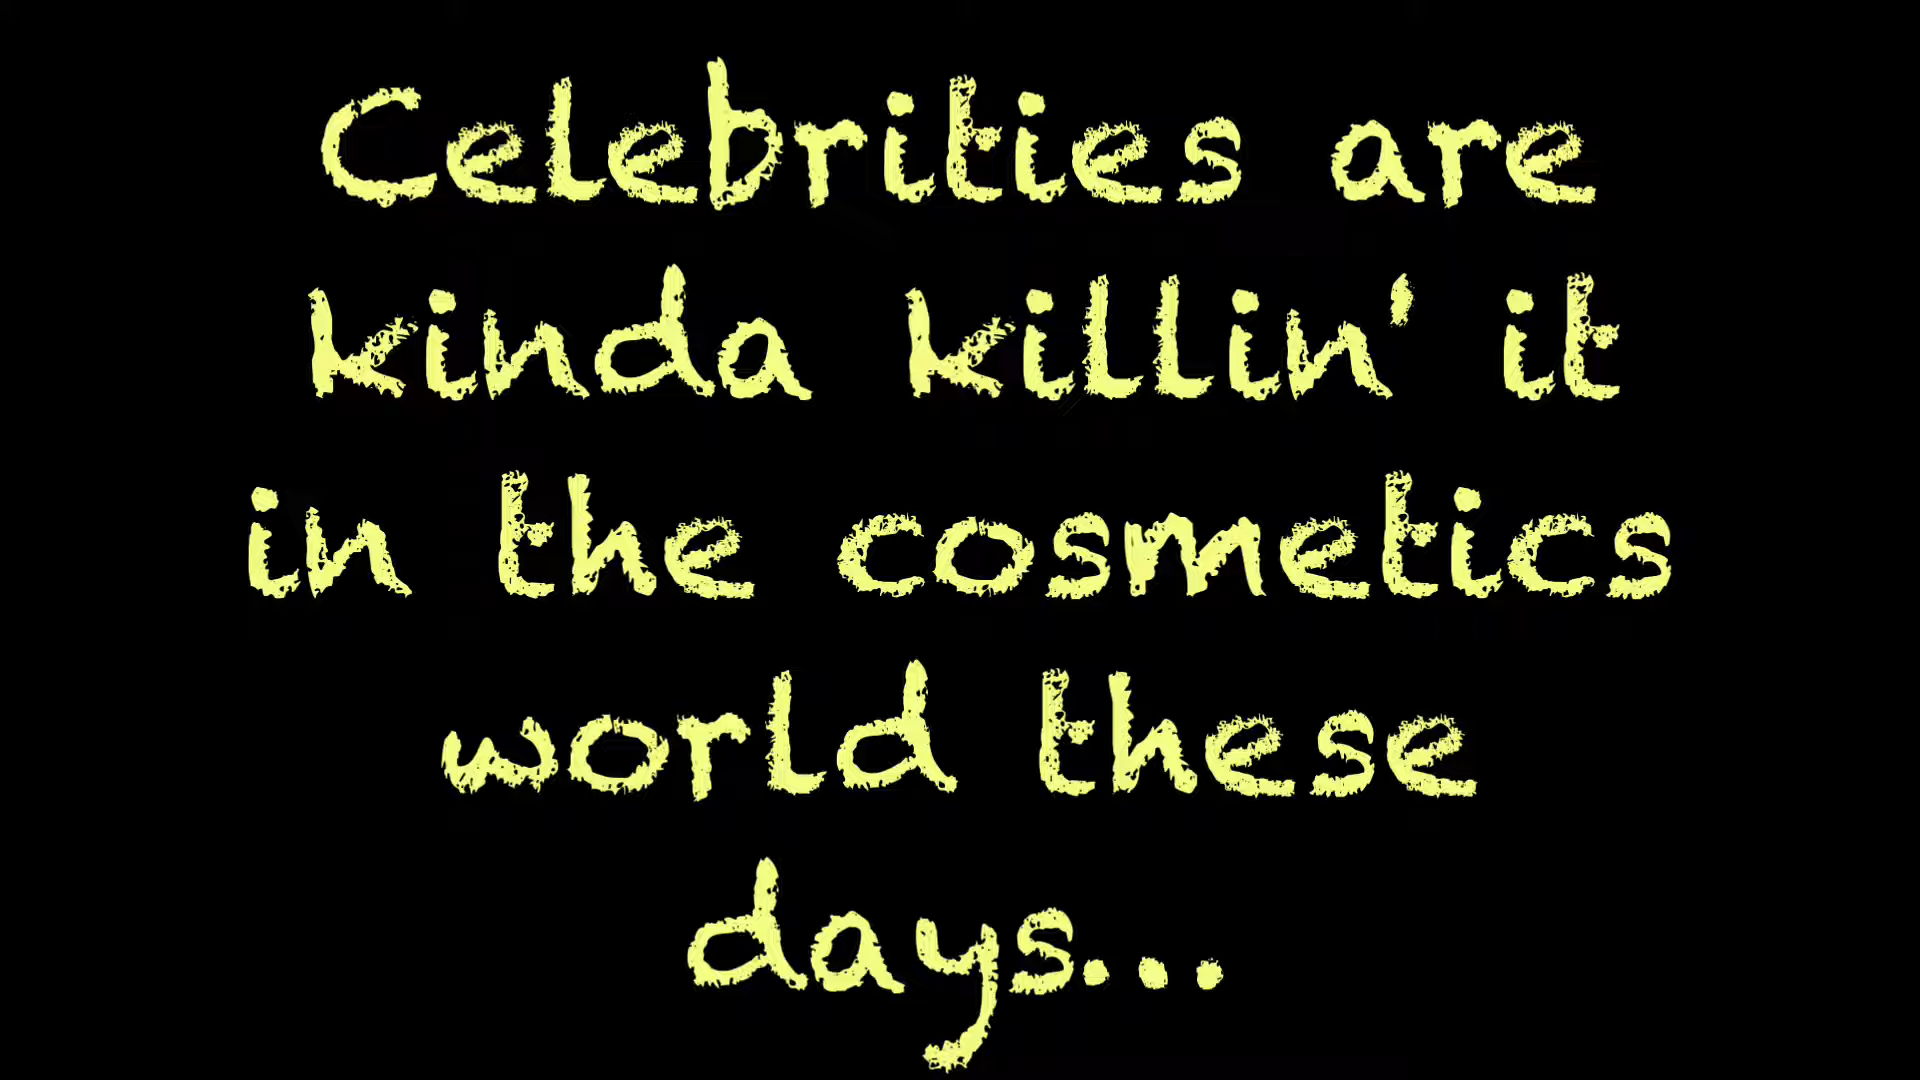 Celebrities are
kinda killin' it
in the cosmetics
world these
days...